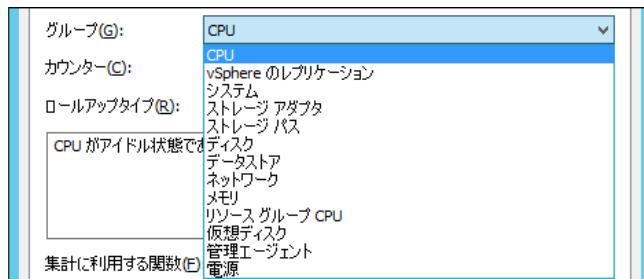 グループ(G): CPU
CPU
カウンター(C): vSphere のレプリケーション
システム
ロールアップタイプ(R): ストレージ アダプタ
ストレージ パス
CPU がアイドル状態であ ディスク
データストア
ネットワーク
メモリ
リソース グループ CPU
仮想ディスク
集計に利用する関数(F) 管理エージェント
電源